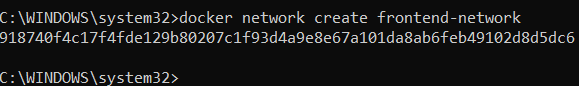 C:\WINDOWS\system32>docker network create frontend-network
918740f4c17f4fde129b80207c1f93d4a9e8e67a101da8ab6feb49102d8d5dc6
C:\WINDOWS\system32>